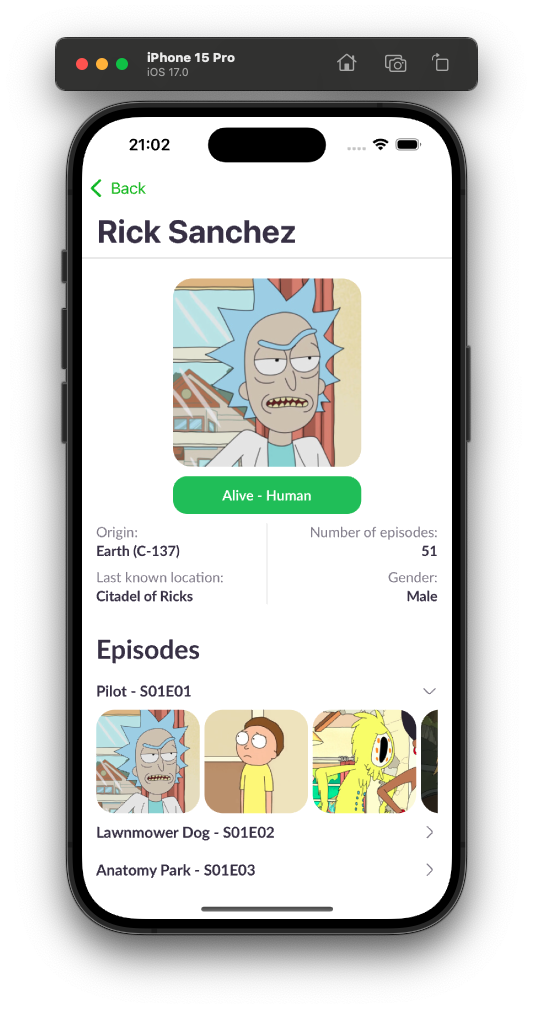 iPhone 15 Pro
iOS 17.0
21:02
Back
Rick Sanchez
Alive - Human
Origin:
Earth (C-137)
Number of episodes:
51
Last known location:
Citadel of Ricks
Gender:
Male
Episodes
Pilot - S01E01
Lawnmower Dog - S01E02
Anatomy Park - S01E03